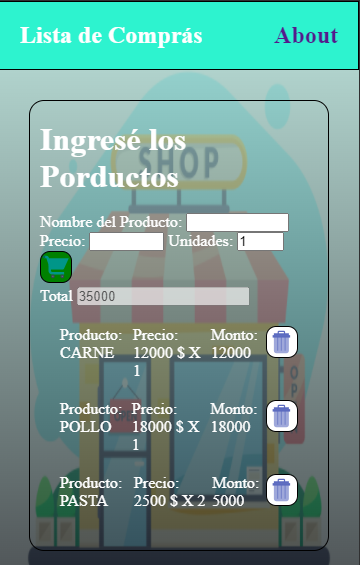 Lista de Comprás About
Ingresé los
Porductos
SHOP
Nombre del Producto:
Precio: Unidades: 1
Total 35000
Producto: Precio: Monto:
CARNE 12000 $ X 12000
1
Producto: Precio: Monto:
POLLO 18000 $ X 18000
1
OPEN
Producto: Precio: Monto:
PASTA 2500 $ X 2 5000